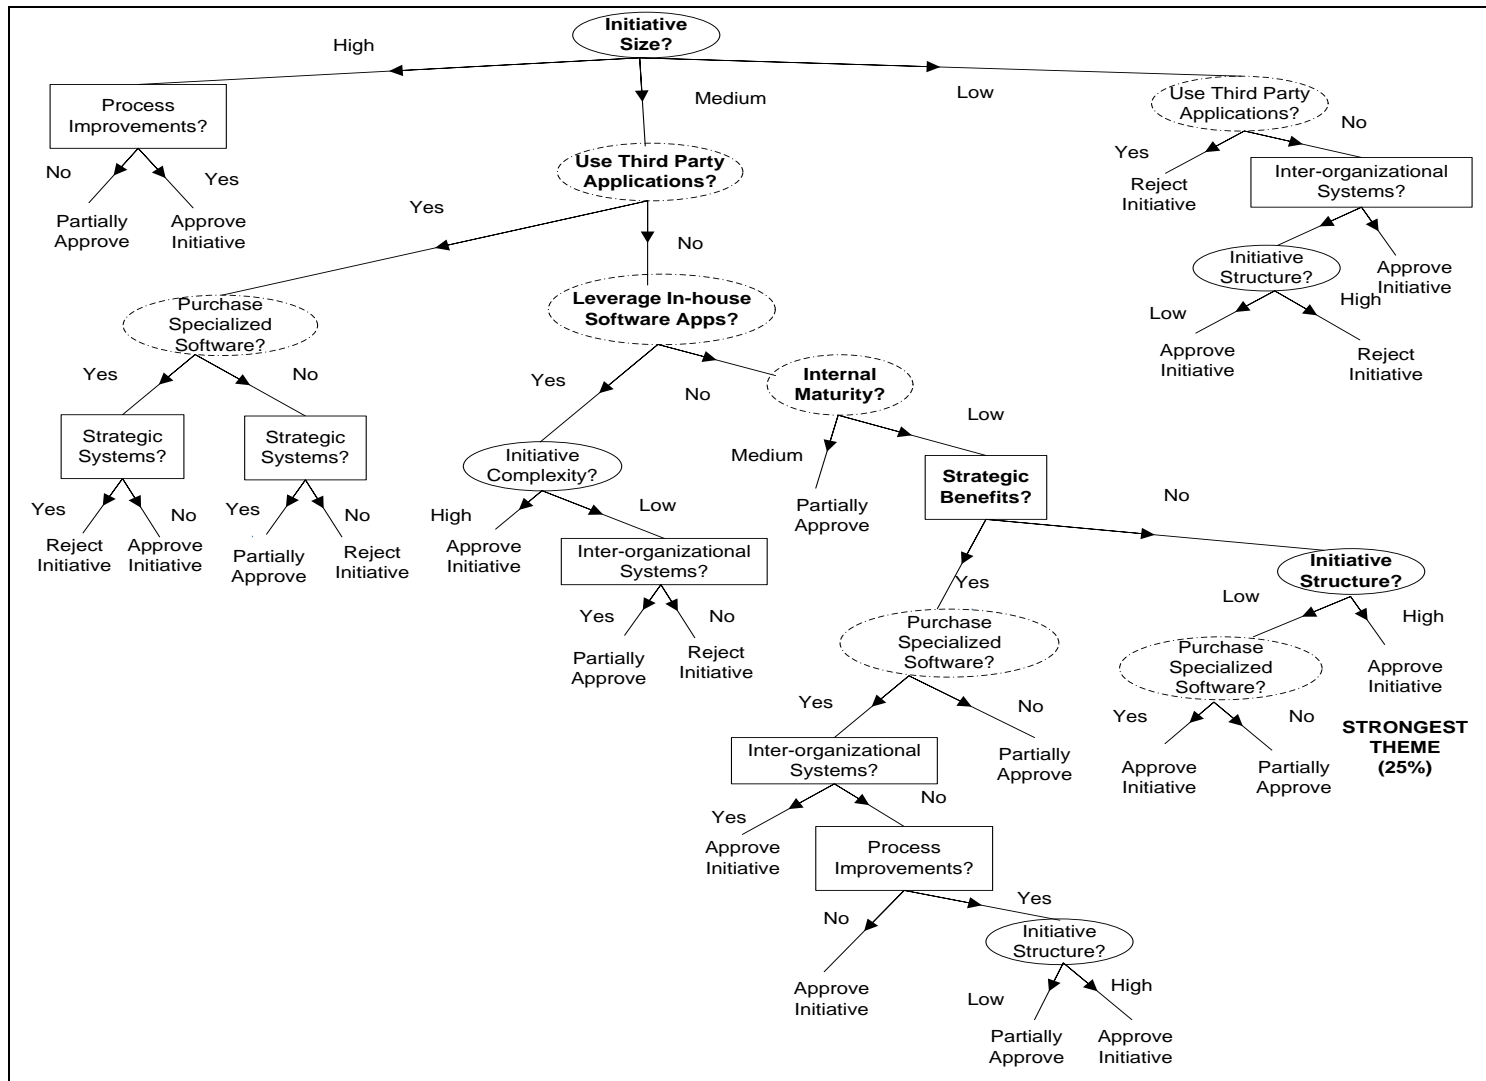 Initiative
Size?
High
Medium
Low
Process
Improvements?
No
Yes
Partially
Approve
Approve
Initiative
Use Third Party
Applications?
Yes
No
Purchase
Specialized
Software?
Yes
No
Strategic
Systems?
Yes
No
Reject
Initiative
Approve
Initiative
Strategic
Systems?
Yes
No
Partially
Approve
Reject
Initiative
Leverage In-house
Software Apps?
Yes
No
Initiative
Complexity?
High
Low
Approve
Initiative
Inter-organizational
Systems?
Yes
No
Partially
Approve
Reject
Initiative
Internal
Maturity?
Medium
Low
Partially
Approve
Strategic
Benefits?
Yes
No
Purchase
Specialized
Software?
Yes
No
Partially
Approve
Inter-organizational
Systems?
Yes
No
Approve
Initiative
Process
Improvements?
No
Yes
Approve
Initiative
Initiative
Structure?
Low
High
Partially
Approve
Approve
Initiative
Initiative
Structure?
Low
High
Purchase
Specialized
Software?
Yes
No
Approve
Initiative
Partially
Approve
Approve
Initiative
STRONGEST
THEME
(25%)
Use Third Party
Applications?
Yes
No
Reject
Initiative
Inter-organizational
Systems?
Initiative
Structure?
Approve
Initiative
Low
High
Approve
Initiative
Reject
Initiative